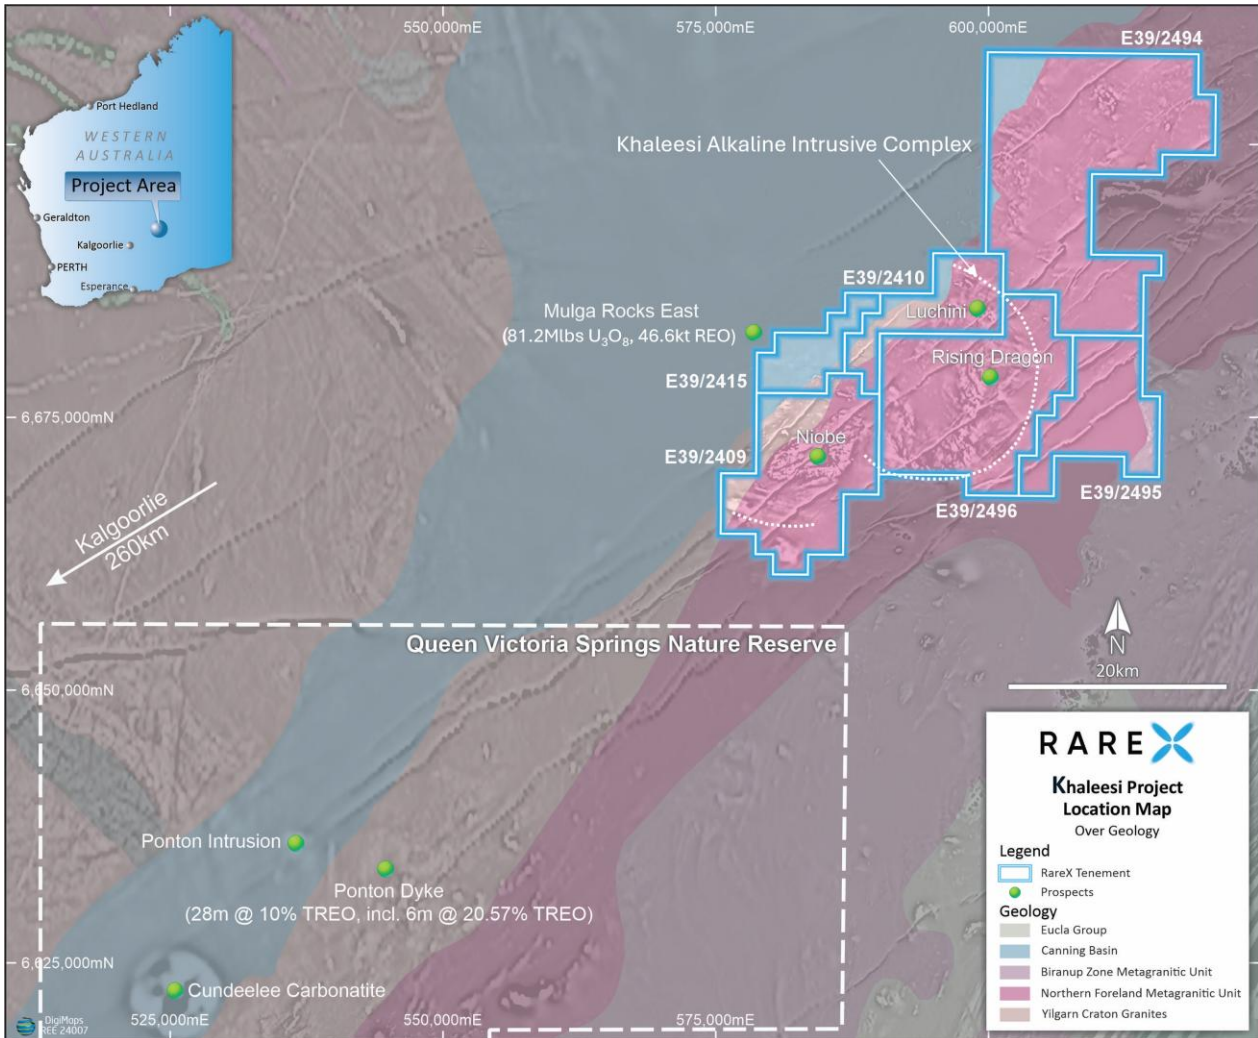 550,000mE
575,000mE
600,000mE
E39/2494
Port Hedland
WESTERN
AUSTRALIA
Project Area
Geraldton
Kalgoorlie
PERTH
Esperance
Khaleesi Alkaline Intrusive Complex
E39/2410
Mulga Rocks East
(81.2Mlbs U₃O₈, 46.6kt REO)
Luchini
Rising Dragon
E39/2415
6,675,000mN
Niobe
E39/2409
E39/2495
E39/2496
Kalgoorlie
260km
Queen Victoria Springs Nature Reserve
N
20km
6,650,000mN
Ponton Intrusion
Ponton Dyke
(28m @ 10% TREO, incl. 6m @ 20.57% TREO)
6,625,000mN
Cundeelee Carbonatite
DigiMaps
REE 24007
525,000mE
550,000mE
575,000mE
RAREX
Khaleesi Project
Location Map
Over Geology
Legend
RareX Tenement
Prospects
Geology
Eucla Group
Canning Basin
Biranup Zone Metagranitic Unit
Northern Foreland Metagranitic Unit
Yilgarn Craton Granites